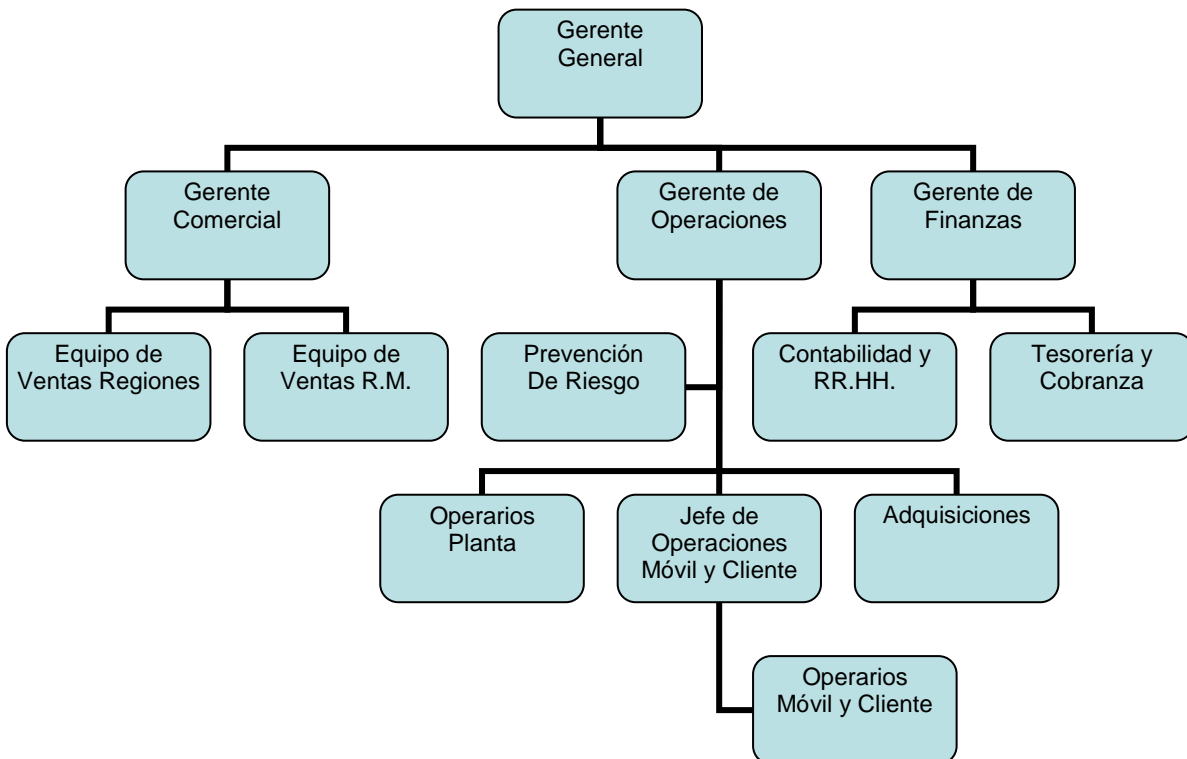 Gerente
General
Gerente
Comercial
Gerente de
Operaciones
Gerente de
Finanzas
Equipo de
Ventas Regiones
Equipo de
Ventas R.M.
Prevención
De Riesgo
Contabilidad y
RR.HH.
Tesorería y
Cobranza
Operarios
Planta
Jefe de
Operaciones
Móvil y Cliente
Adquisiciones
Operarios
Móvil y Cliente